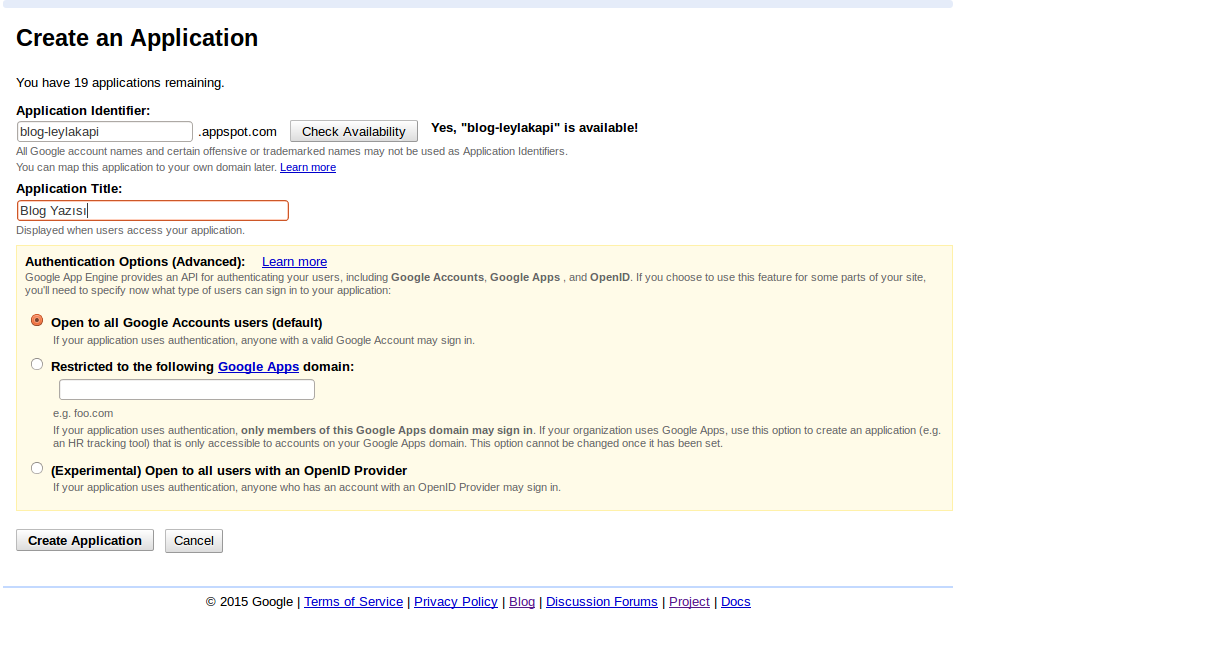 Create an Application
You have 19 applications remaining.
Application Identifier:
blog-leylakapi .appspot.com Check Availability Yes, "blog-leylakapi" is available!
All Google account names and certain offensive or trademarked names may not be used as Application Identifiers.
You can map this application to your own domain later. Learn more
Application Title:
Blog Yazısı
Displayed when users access your application.
Authentication Options (Advanced): Learn more
Google App Engine provides an API for authenticating your users, including Google Accounts, Google Apps , and OpenID. If you choose to use this feature for some parts of your site,
you'll need to specify now what type of users can sign in to your application:
Open to all Google Accounts users (default)
If your application uses authentication, anyone with a valid Google Account may sign in.
Restricted to the following Google Apps domain:
e.g. foo.com
If your application uses authentication, only members of this Google Apps domain may sign in. If your organization uses Google Apps, use this option to create an application (e.g.
an HR tracking tool) that is only accessible to accounts on your Google Apps domain. This option cannot be changed once it has been set.
(Experimental) Open to all users with an OpenID Provider
If your application uses authentication, anyone who has an account with an OpenID Provider may sign in.
Create Application Cancel
© 2015 Google | Terms of Service | Privacy Policy | Blog | Discussion Forums | Project | Docs